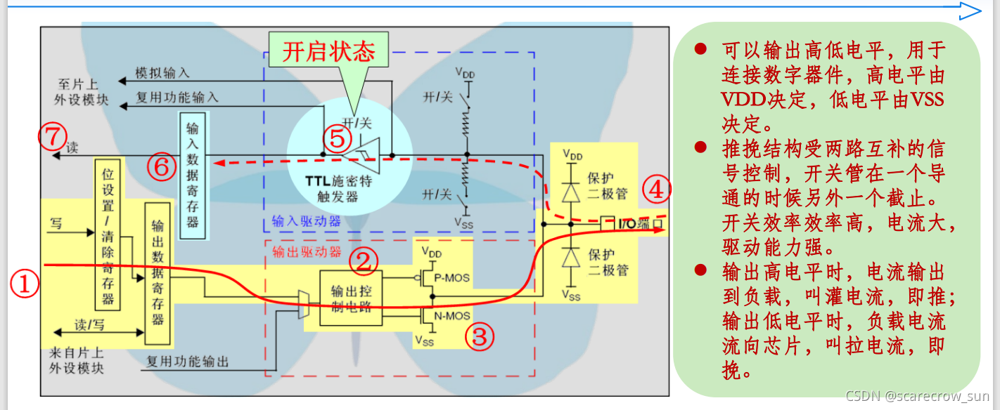 开启状态
模拟输入
至片上
外设模块
复用功能输入
开/关
⑤
TTL施密特
触发器
VDD
开/关
开/关
VSS
输入驱动器
⑦
读
⑥
输入数据寄存器
位设置/清除寄存器
写
输出数据寄存器
①
读/写
来自片上
外设模块
复用功能输出
输出驱动器
②
输出控
制电路
VDD
P-MOS
N-MOS
VSS
③
VDD
保护
二极管
④
I/O端口
保护
二极管
VSS
● 可以输出高低电平，用于
连接数字器件，高电平由
VDD决定，低电平由VSS
决定。
● 推挽结构受两路互补的信
号控制，开关管在一个导
通的时候另外一个截止。
开关效率效率高，电流大，
驱动能力强。
● 输出高电平时，电流输出
到负载，叫灌电流，即推；
输出低电平时，负载电流
流向芯片，叫拉电流，即
挽。
CSDN @scarecrow_sun